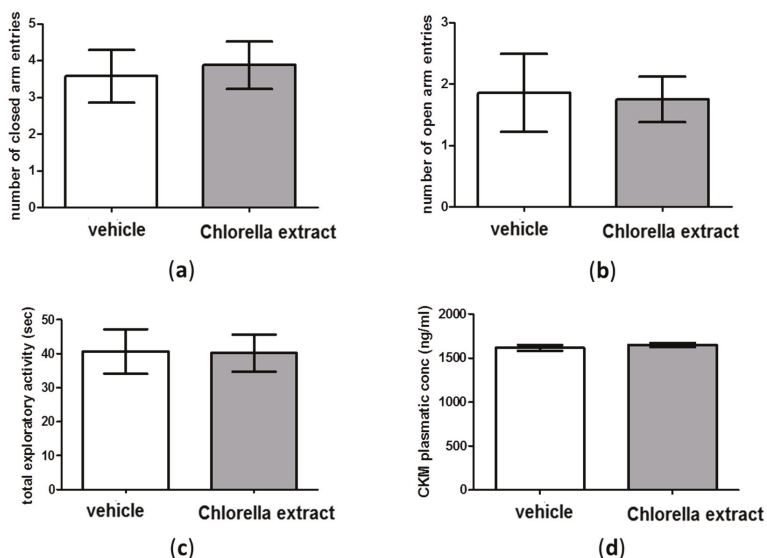 number of closed arm entries
5
4
3
2
1
0
vehicle
Chlorella extract
(a)
number of open arm entries
3
2
1
0
vehicle
Chlorella extract
(b)
total exploratory activity (sec)
50
40
30
20
10
0
vehicle
Chlorella extract
(c)
CKM plasmatic conc (ng/ml)
2000
1500
1000
500
0
vehicle
Chlorella extract
(d)